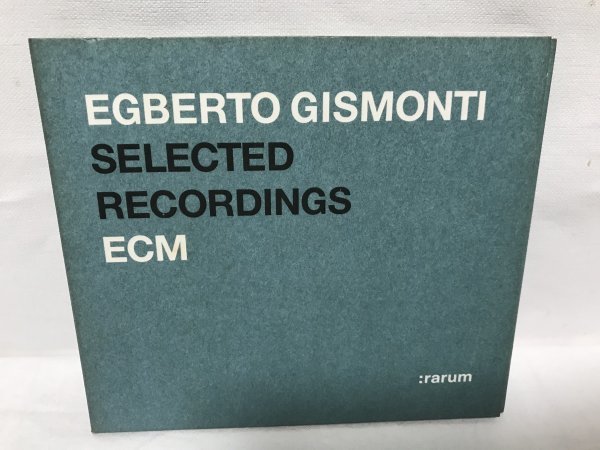 EGBERTO GISMONTI
SELECTED
RECORDINGS
ECM
:rarum